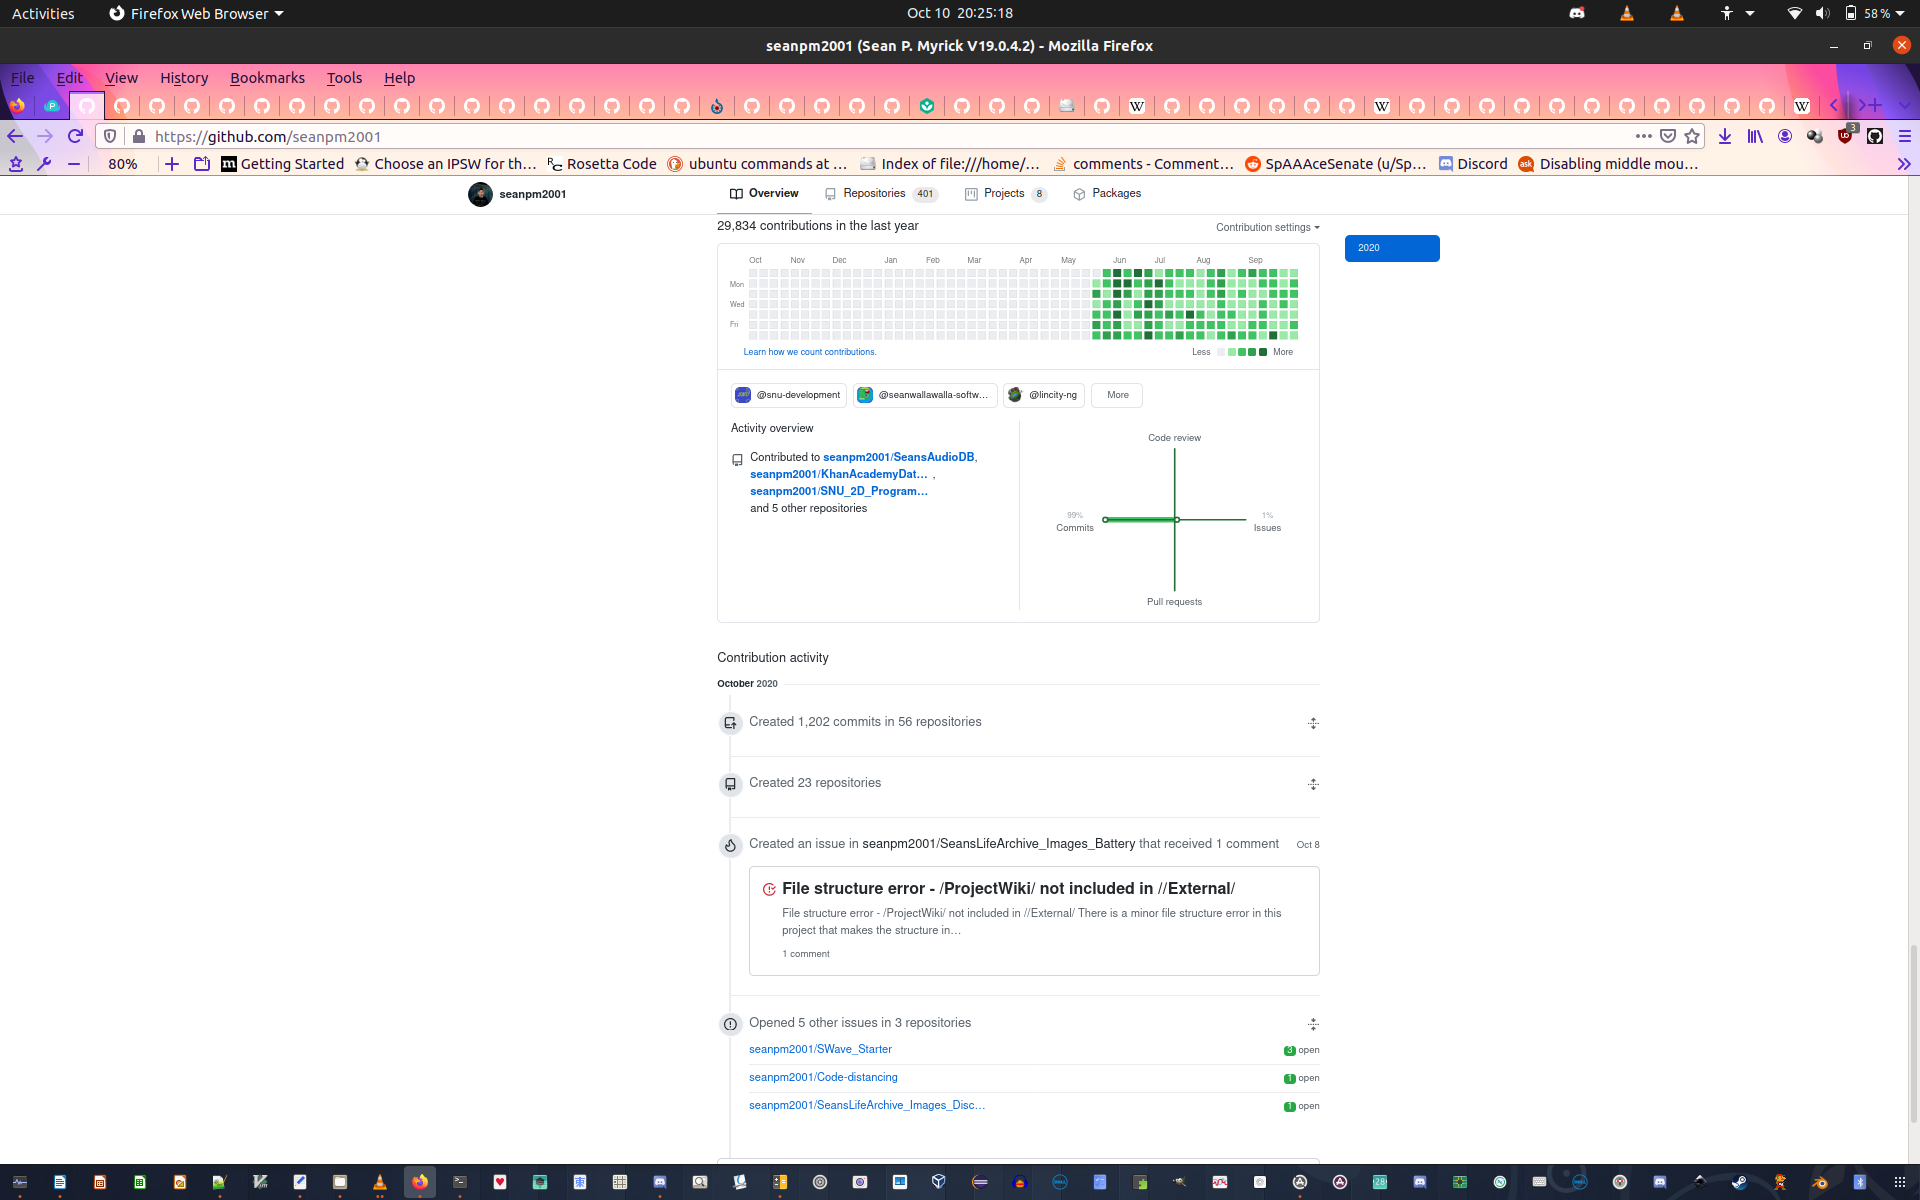 Activities
Firefox Web Browser
Oct 10 20:25:18
58 %
seanpm2001 (Sean P. Myrick V19.0.4.2) - Mozilla Firefox
File Edit View History Bookmarks Tools Help
https://github.com/seanpm2001
3
80%
Getting Started
Choose an IPSW for th…
Rosetta Code
ubuntu commands at …
Index of file:///home/…
comments - Comment…
SpAAAceSenate (u/Sp…
Discord
Disabling middle mou…
seanpm2001
Overview
Repositories 401
Projects 8
Packages
29,834 contributions in the last year
Contribution settings
2020
Oct Nov Dec Jan Feb Mar Apr May Jun Jul Aug Sep
Mon
Wed
Fri
Learn how we count contributions.
Less More
@snu-development
@seanwallawalla-softw…
@lincity-ng
More
Activity overview
Contributed to seanpm2001/SeansAudioDB,
seanpm2001/KhanAcademyDat… ,
seanpm2001/SNU_2D_Program…
and 5 other repositories
Code review
99%
Commits
1%
Issues
Pull requests
Contribution activity
October 2020
Created 1,202 commits in 56 repositories
Created 23 repositories
Created an issue in seanpm2001/SeansLifeArchive_Images_Battery that received 1 comment
Oct 8
File structure error - /ProjectWiki/ not included in //External/
File structure error - /ProjectWiki/ not included in //External/ There is a minor file structure error in this
project that makes the structure in…
1 comment
Opened 5 other issues in 3 repositories
seanpm2001/SWave_Starter
3 open
seanpm2001/Code-distancing
1 open
seanpm2001/SeansLifeArchive_Images_Disc…
1 open